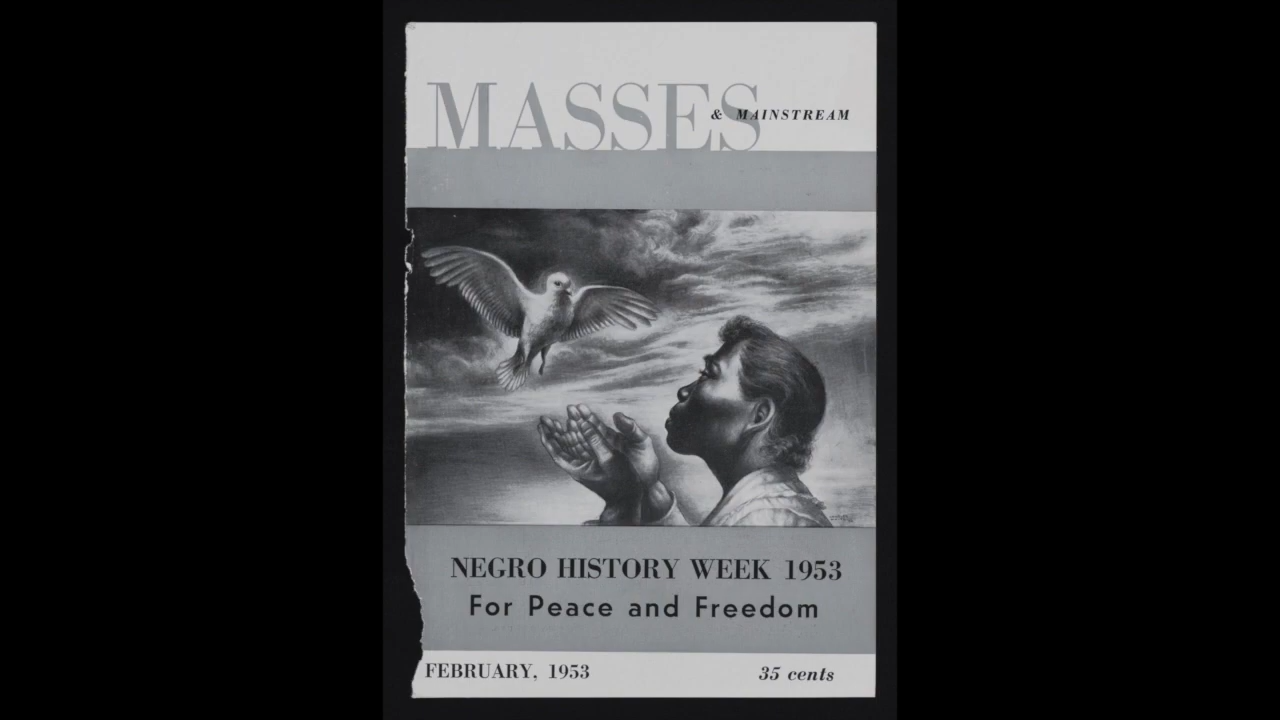 MASSES
& MAINSTREAM
NEGRO HISTORY WEEK 1953
For Peace and Freedom
FEBRUARY, 1953
35 cents